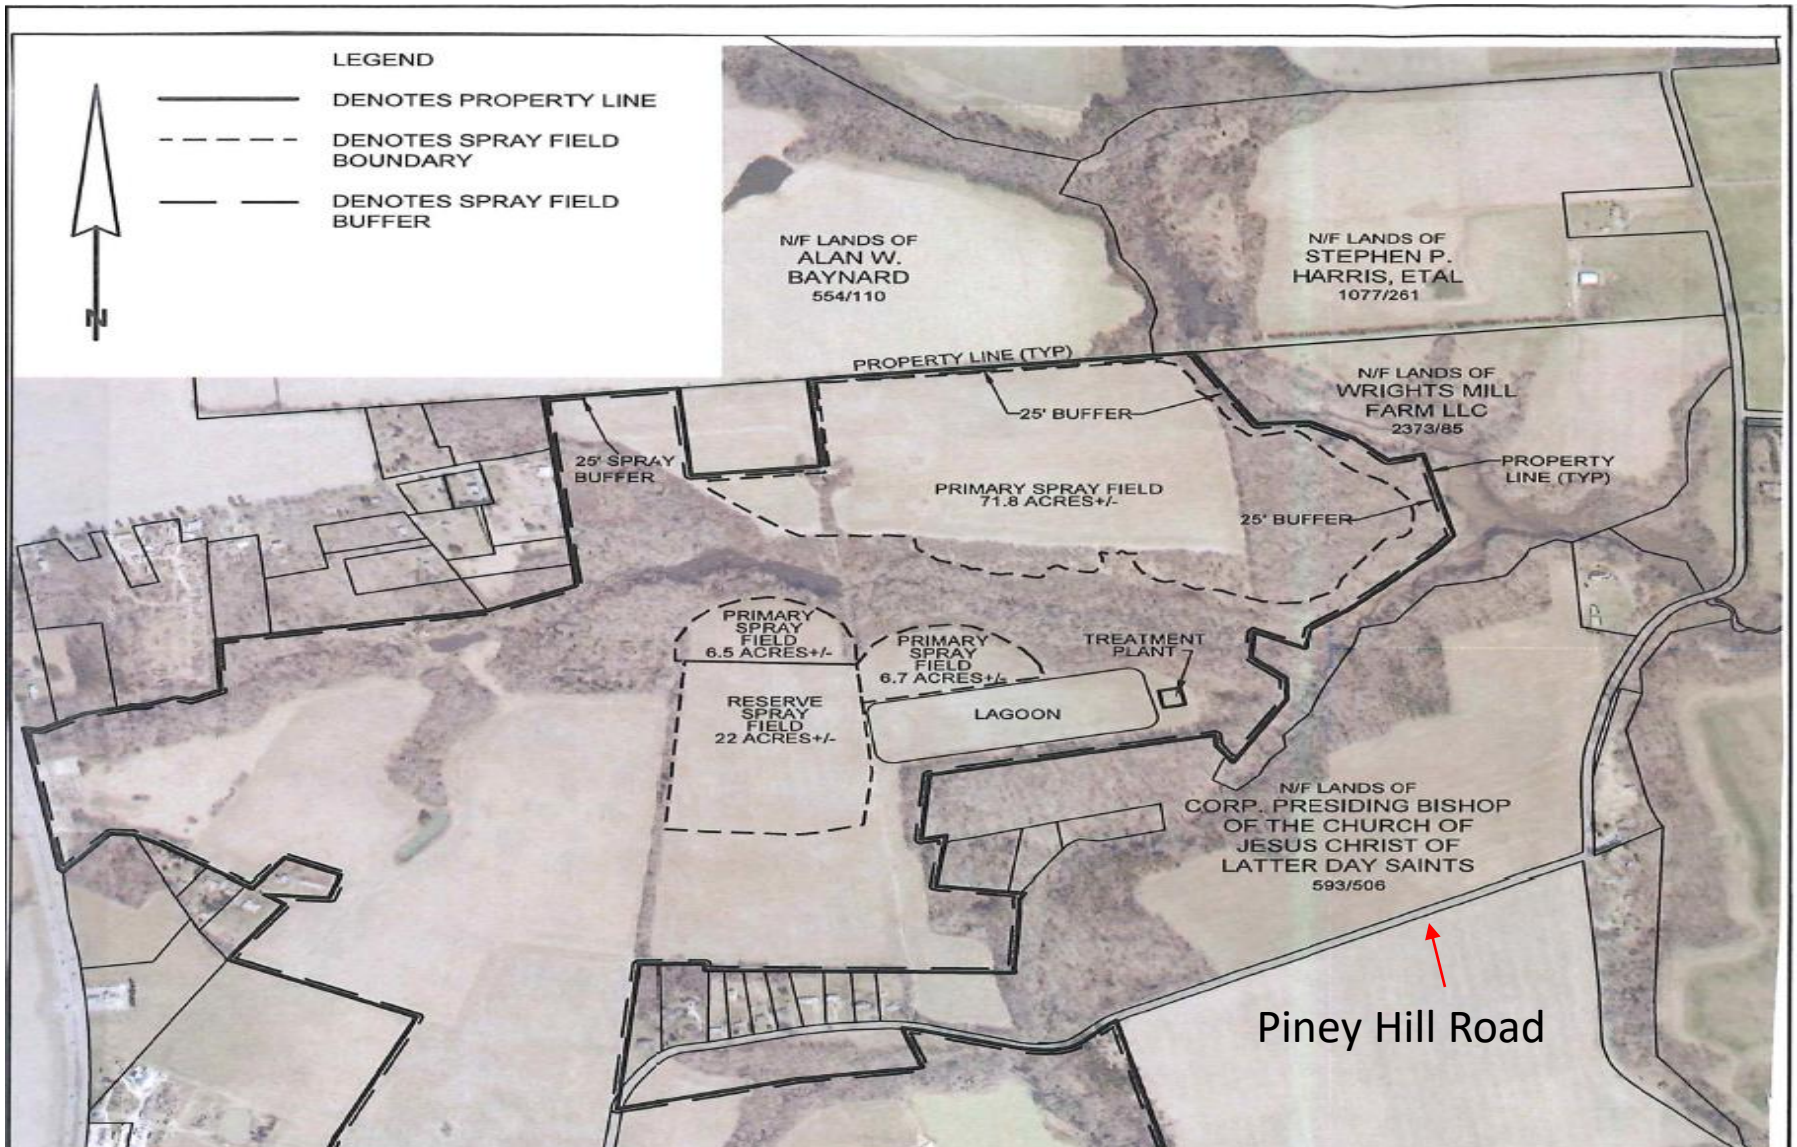 LEGEND
DENOTES PROPERTY LINE
DENOTES SPRAY FIELD
BOUNDARY
DENOTES SPRAY FIELD
BUFFER
N
N/F LANDS OF
ALAN W.
BAYNARD
554/110
N/F LANDS OF
STEPHEN P.
HARRIS, ETAL
1077/261
PROPERTY LINE (TYP)
N/F LANDS OF
WRIGHTS MILL
FARM LLC
2373/85
25' BUFFER
25' SPRAY
BUFFER
PROPERTY
LINE (TYP)
PRIMARY SPRAY FIELD
71.8 ACRES+/-
25' BUFFER
PRIMARY
SPRAY
FIELD
6.5 ACRES+/-
PRIMARY
SPRAY
FIELD
6.7 ACRES+/-
TREATMENT
PLANT
RESERVE
SPRAY
FIELD
22 ACRES+/-
LAGOON
N/F LANDS OF
CORP. PRESIDING BISHOP
OF THE CHURCH OF
JESUS CHRIST OF
LATTER DAY SAINTS
593/506
Piney Hill Road